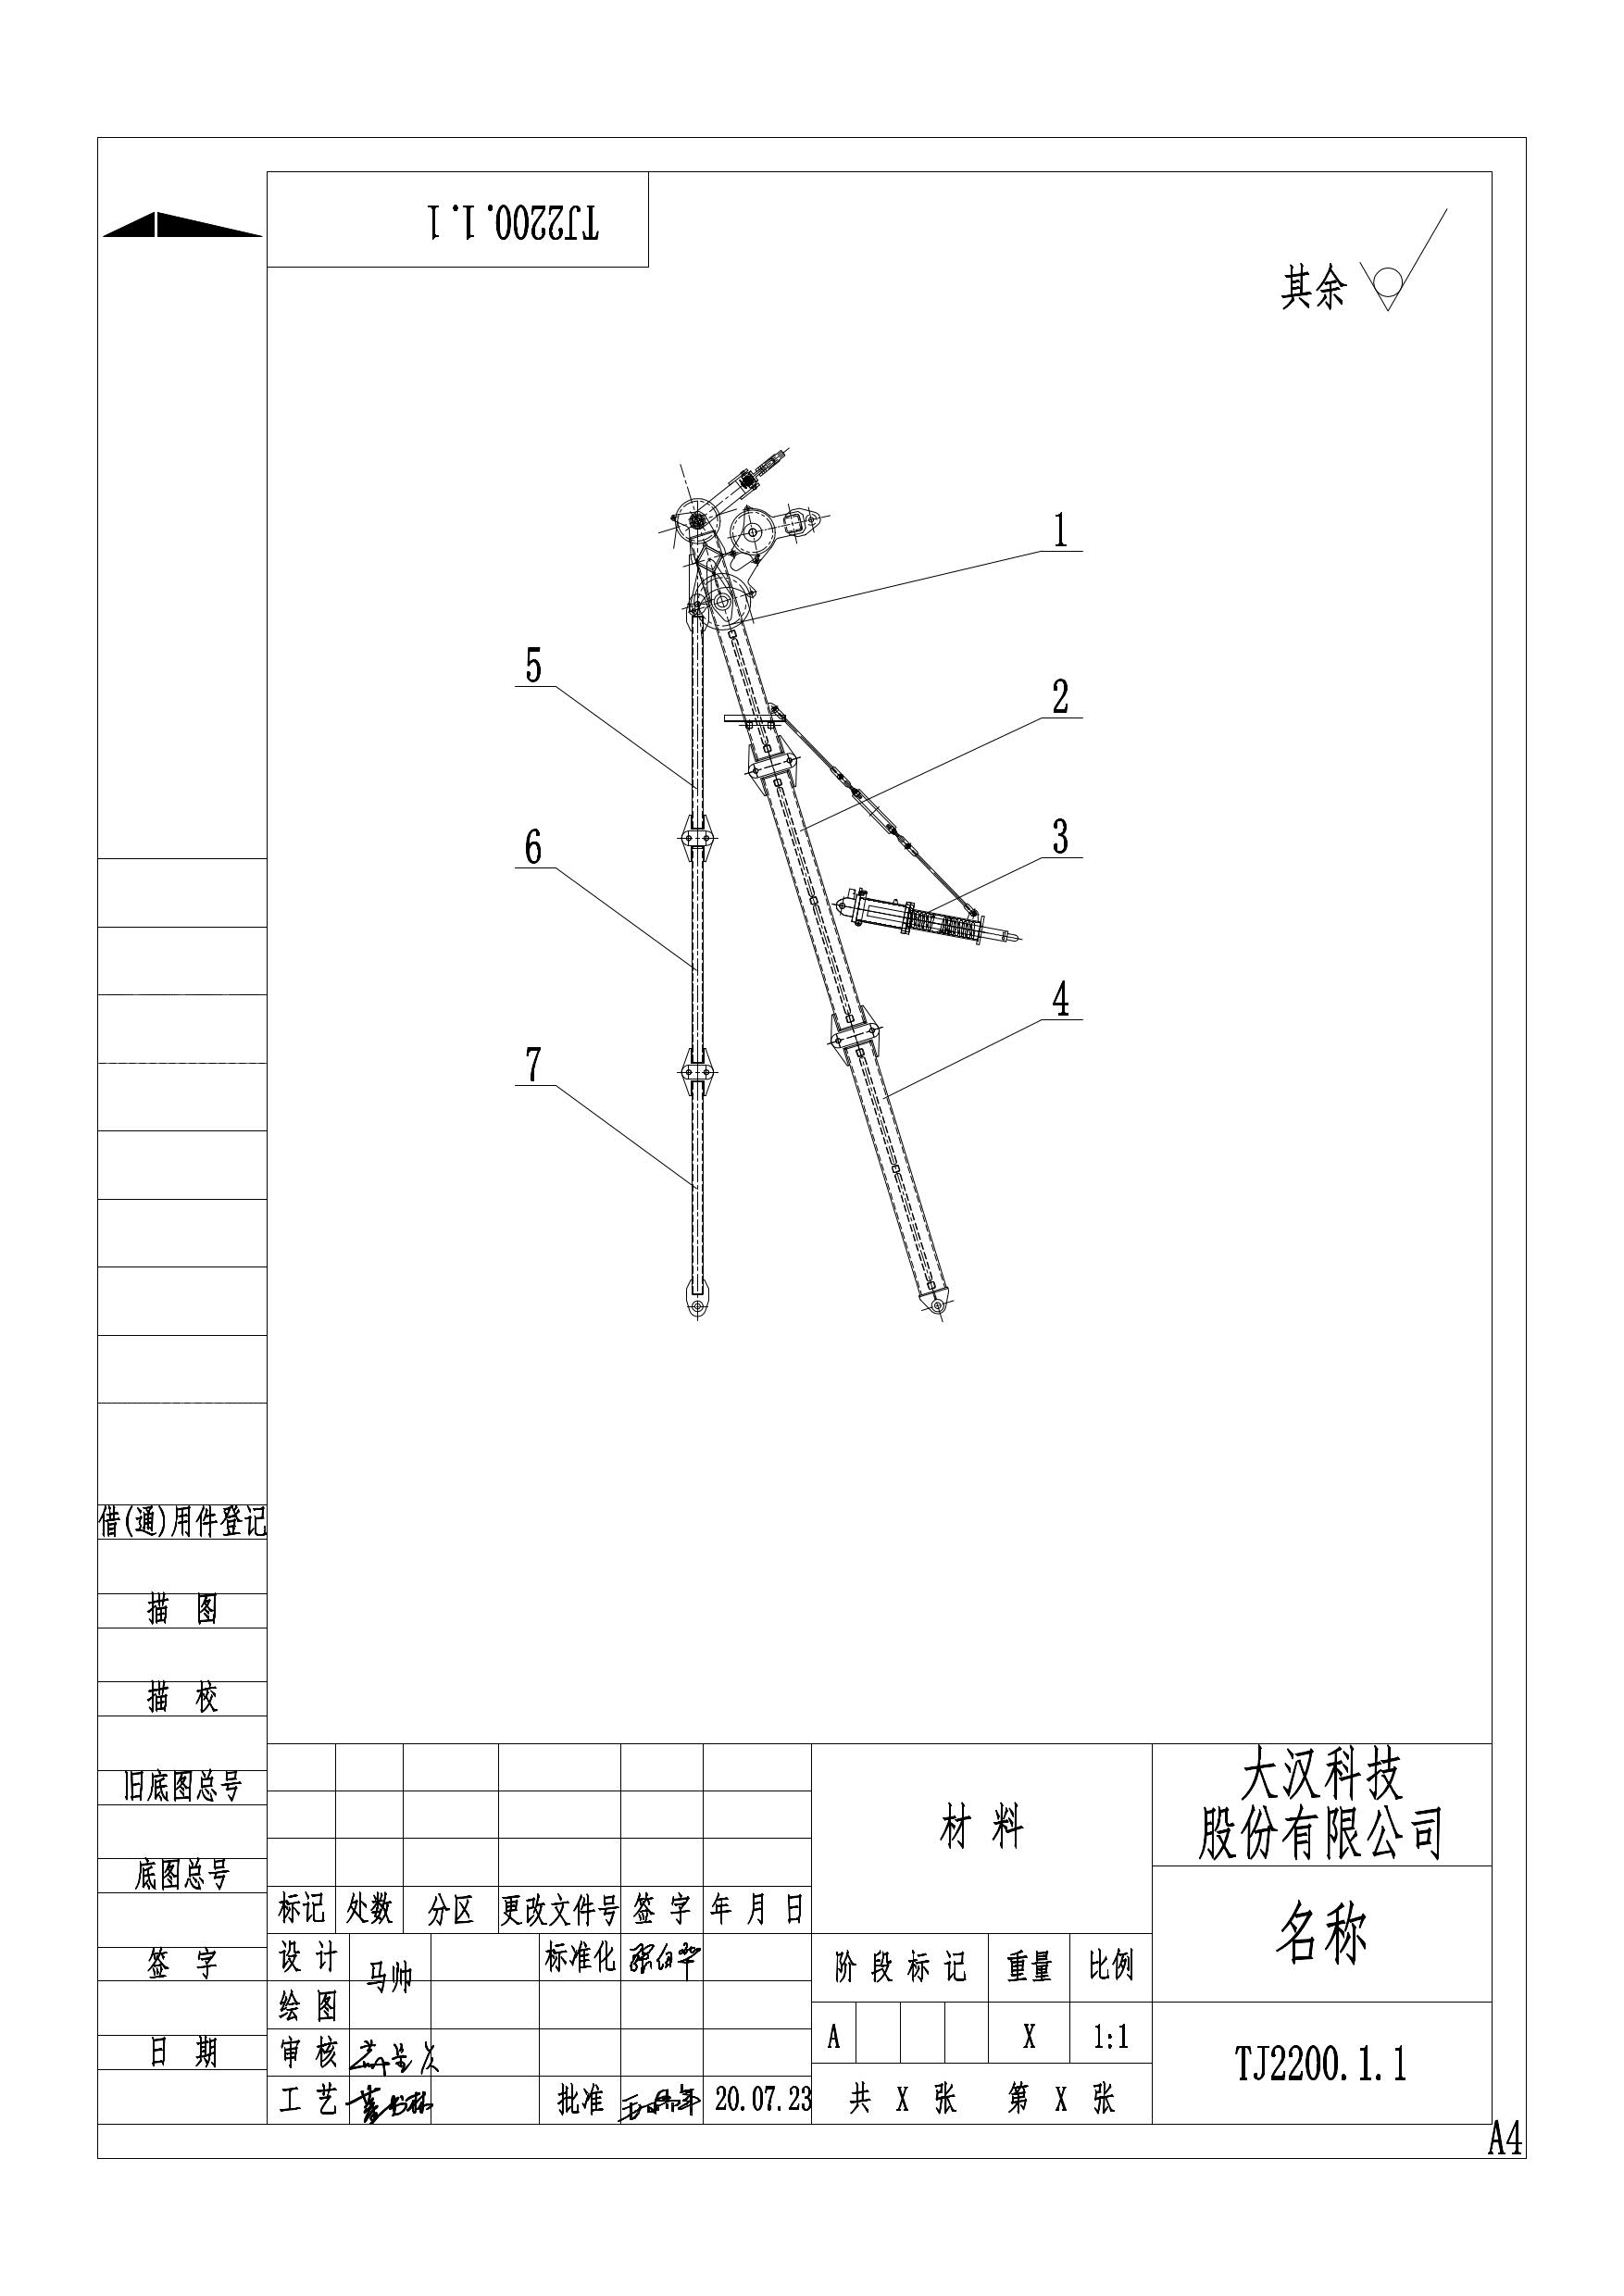 TJ2200.1.1
其余
1
5
2
6
3
4
7
借(通)用件登记
描 图
描 校
旧底图总号
底图总号
签 字
日 期
标记 处数 分区 更改文件号 签 字 年 月 日
设 计 马帅 标准化
绘 图
审 核
工 艺 批准 20.07.23
材 料
阶 段 标 记 重量 比例
A X 1:1
共 X 张 第 X 张
大汉科技
股份有限公司
名称
TJ2200.1.1
A4